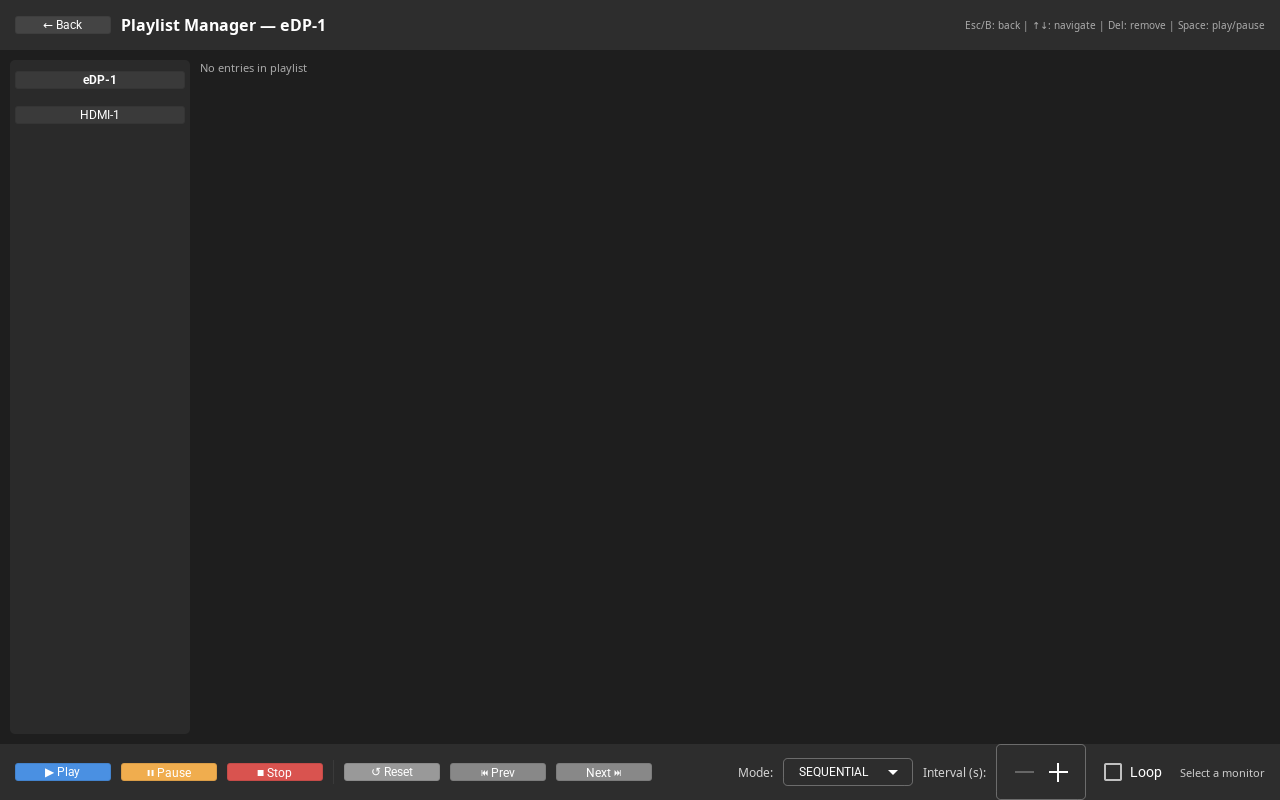 ← Back
Playlist Manager — eDP-1
Esc/B: back | ↑↓: navigate | Del: remove | Space: play/pause
eDP-1
HDMI-1
No entries in playlist
▶ Play
⏸ Pause
⏹ Stop
↺ Reset
⏮ Prev
Next ⏭
Mode:
SEQUENTIAL
Interval (s):
Loop
Select a monitor